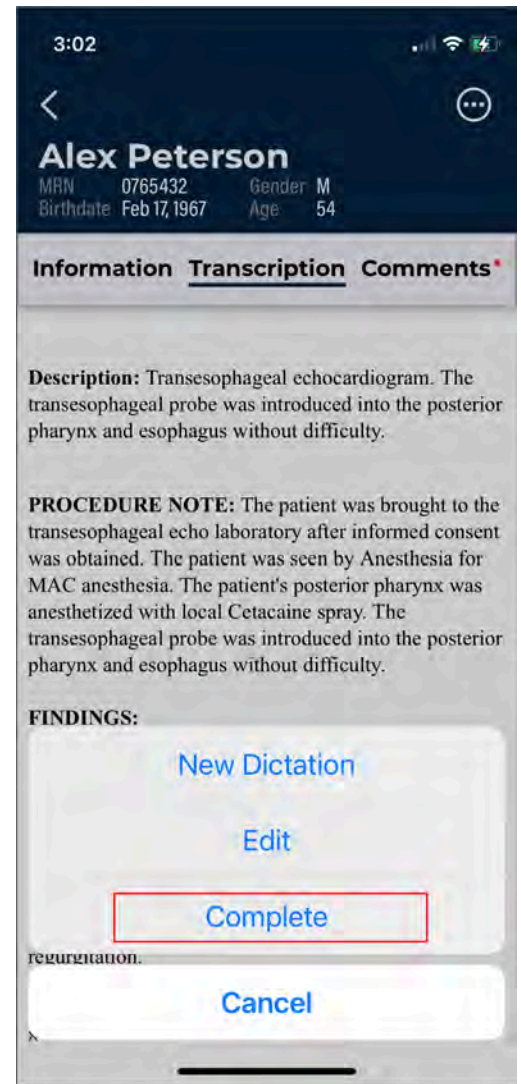 3:02
Alex Peterson
MRN 0765432 Gender M
Birthdate Feb 17, 1967 Age 54
Information Transcription Comments
Description: Transesophageal echocardiogram. The
transesophageal probe was introduced into the posterior
pharynx and esophagus without difficulty.
PROCEDURE NOTE: The patient was brought to the
transesophageal echo laboratory after informed consent
was obtained. The patient was seen by Anesthesia for
MAC anesthesia. The patient's posterior pharynx was
anesthetized with local Cetacaine spray. The
transesophageal probe was introduced into the posterior
pharynx and esophagus without difficulty.
FINDINGS:
New Dictation
Edit
Complete
regurgitation.
Cancel